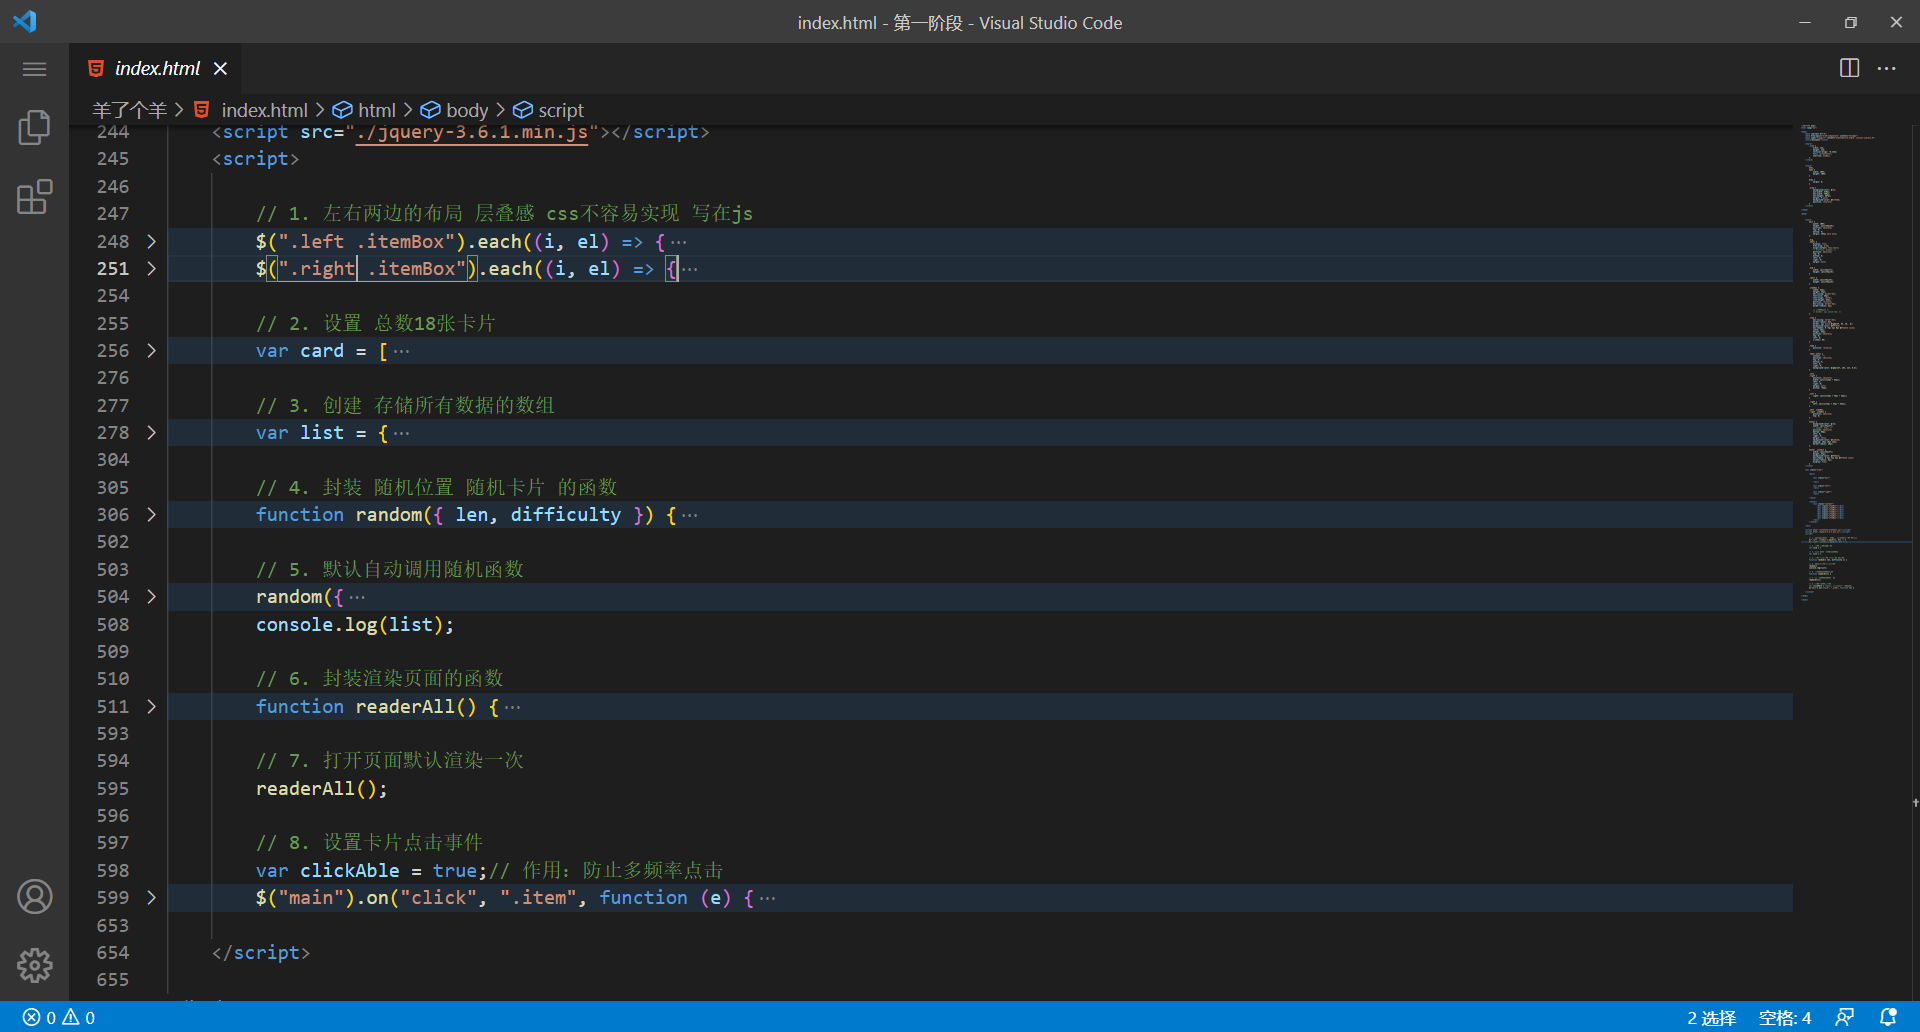 index.html - 第一阶段 - Visual Studio Code
index.html
羊了个羊 > index.html > html > body > script
244 <script src="./jquery-3.6.1.min.js"></script>
245 <script>
246
247 // 1. 左右两边的布局 层叠感 css不容易实现 写在js
248 $(".left .itemBox").each((i, el) => {···
251 $(".right .itemBox").each((i, el) => {···
254
255 // 2. 设置 总数18张卡片
256 var card = [···
276
277 // 3. 创建 存储所有数据的数组
278 var list = {···
304
305 // 4. 封装 随机位置 随机卡片 的函数
306 function random({ len, difficulty }) {···
502
503 // 5. 默认自动调用随机函数
504 random({···
508 console.log(list);
509
510 // 6. 封装渲染页面的函数
511 function readerAll() {···
593
594 // 7. 打开页面默认渲染一次
595 readerAll();
596
597 // 8. 设置卡片点击事件
598 var clickAble = true;// 作用: 防止多频率点击
599 $("main").on("click", ".item", function (e) {···
653
654 </script>
655
0 0 2 选择 空格: 4